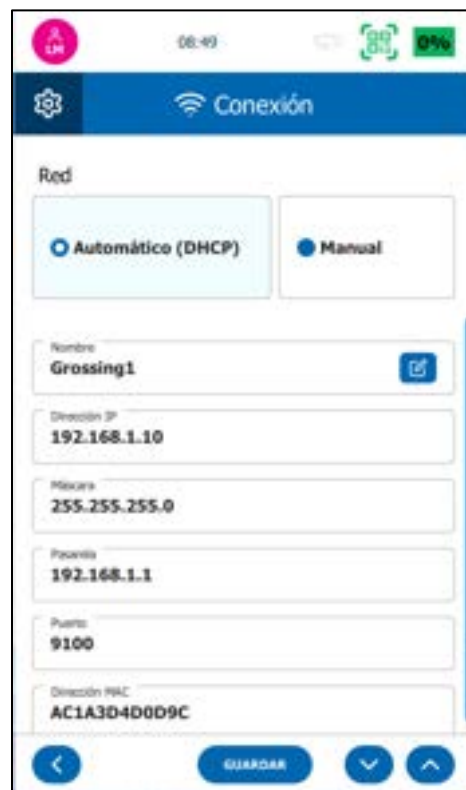 LM 08:49 0%
Conexión
Red
Automático (DHCP) Manual
Nombre
Grossing1
Dirección IP
192.168.1.10
Máscara
255.255.255.0
Pasarela
192.168.1.1
Puerto
9100
Dirección MAC
AC1A3D4D0D9C
GUARDAR